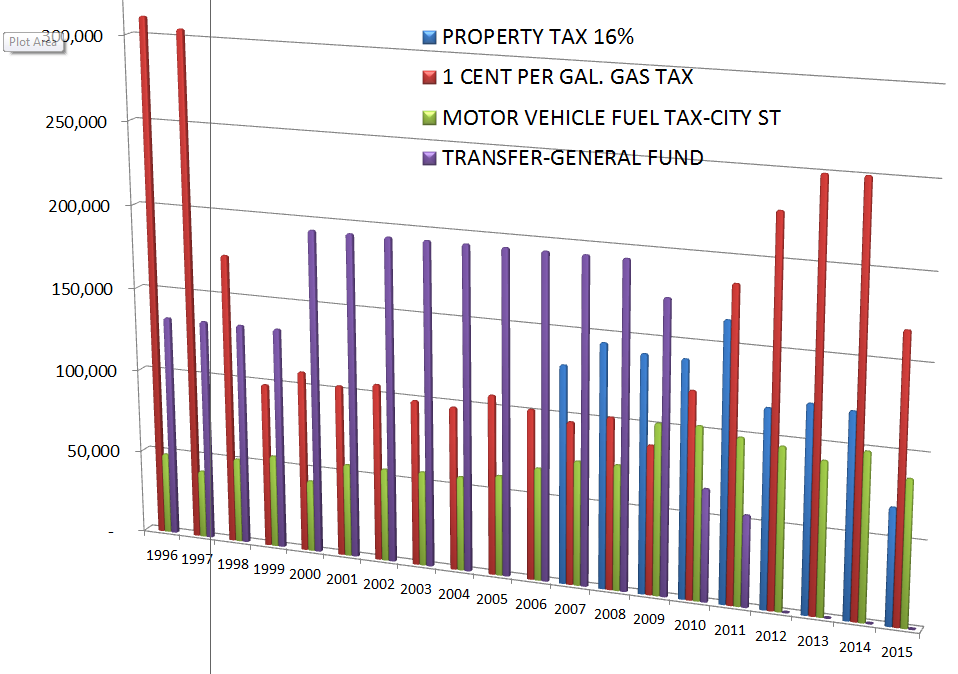 PROPERTY TAX 16%
1 CENT PER GAL. GAS TAX
MOTOR VEHICLE FUEL TAX-CITY ST
TRANSFER-GENERAL FUND
Plot Area
300,000
250,000
200,000
150,000
100,000
50,000
-
1996 1997 1998 1999 2000 2001 2002 2003 2004 2005 2006 2007 2008 2009 2010 2011 2012 2013 2014 2015